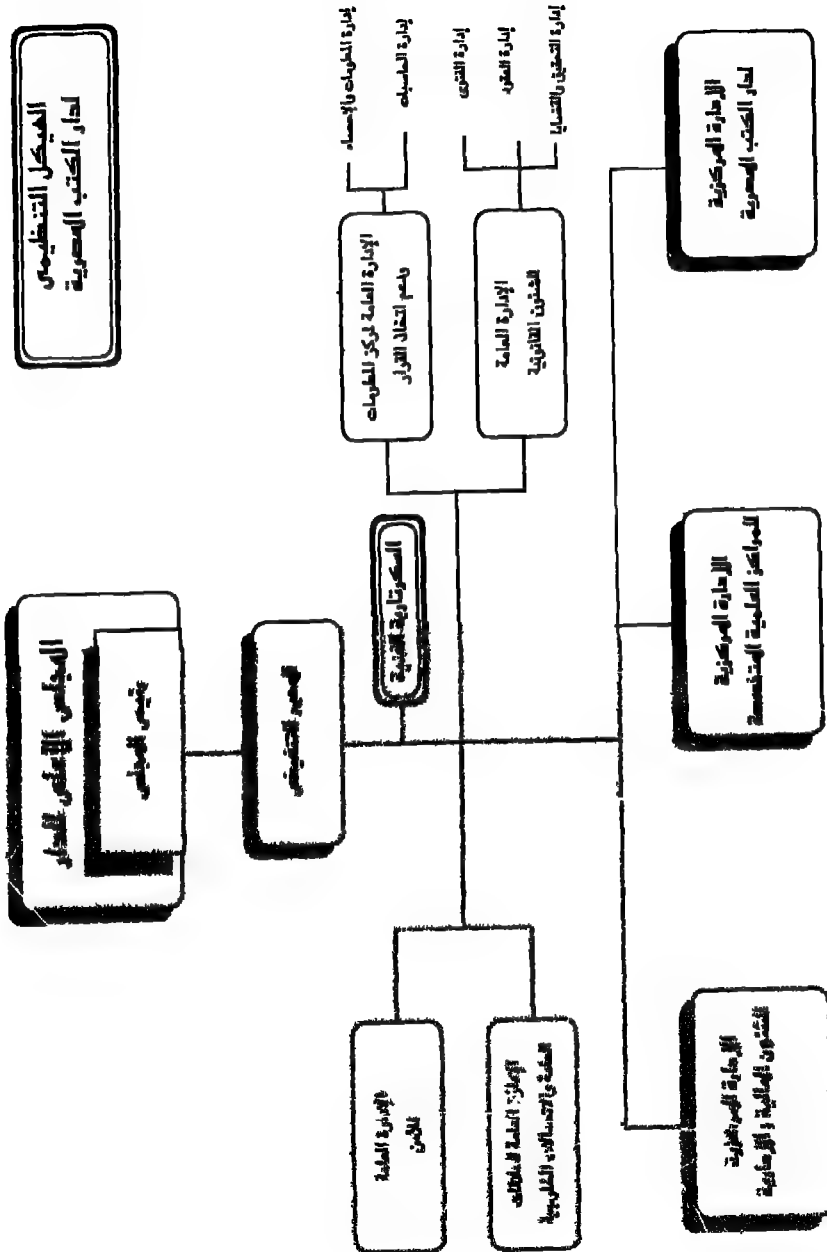 الهيكل التنظيمى
لدار الكتب المصرية
المجلس الأعلى للدار
رئيس المجلس
المدير التنفيذى
السكرتارية الفنية
الإدارة العامة لمركز المعلومات
ودعم اتخاذ القرار
إدارة المعلومات والإحصاء
إدارة الحاسبات
الإدارة العامة
للشئون القانونية
إدارة الفتوى
إدارة العقود
إدارة التحقيق والقضايا
الإدارة العامة
للأمن
الإدارة العامة للعلاقات
العامة والاتصالات الخارجية
الإدارة المركزية
لدار الكتب المصرية
الإدارة المركزية
للمراكز العلمية المتخصصة
الإدارة المركزية
للشئون المالية والإدارية